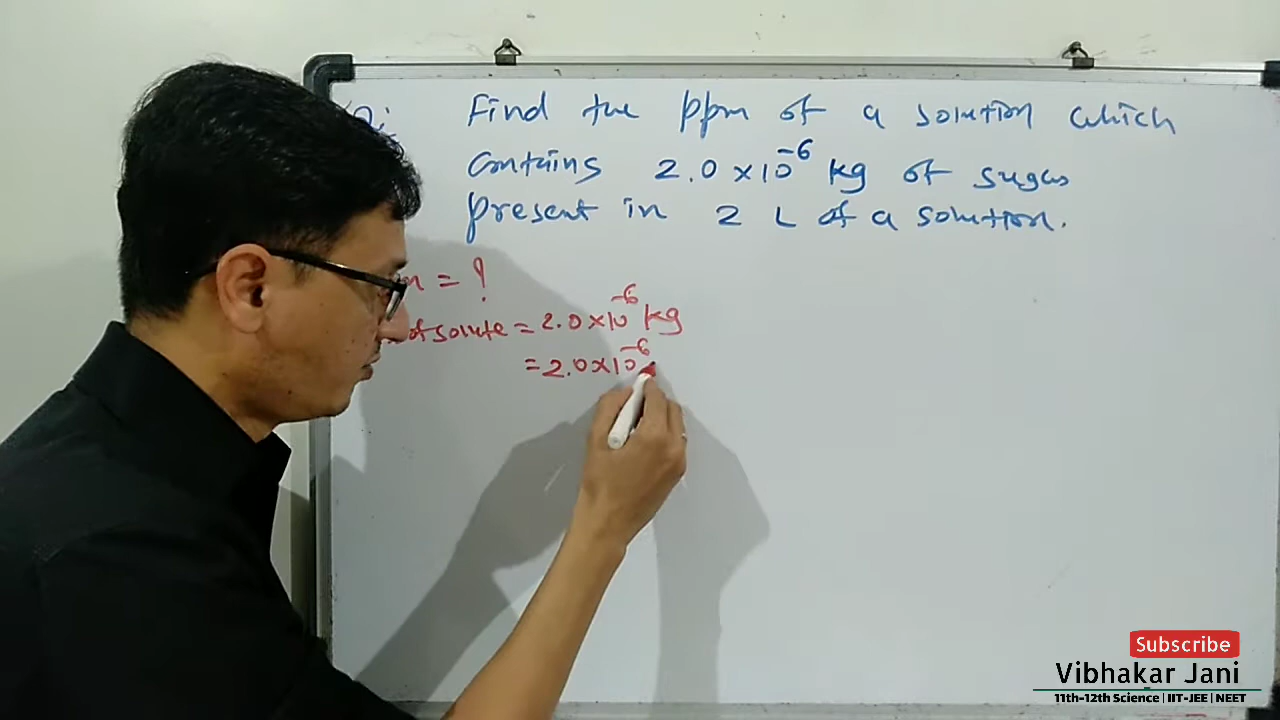 Find the ppm of a solution which
contains 2.0 × 10⁻⁶ kg of sugar
present in 2 L of a solution.
= ?
of solute = 2.0 × 10⁻⁶ kg
= 2.0 × 10⁻⁶
Subscribe
Vibhakar Jani
11th-12th Science | IIT-JEE | NEET